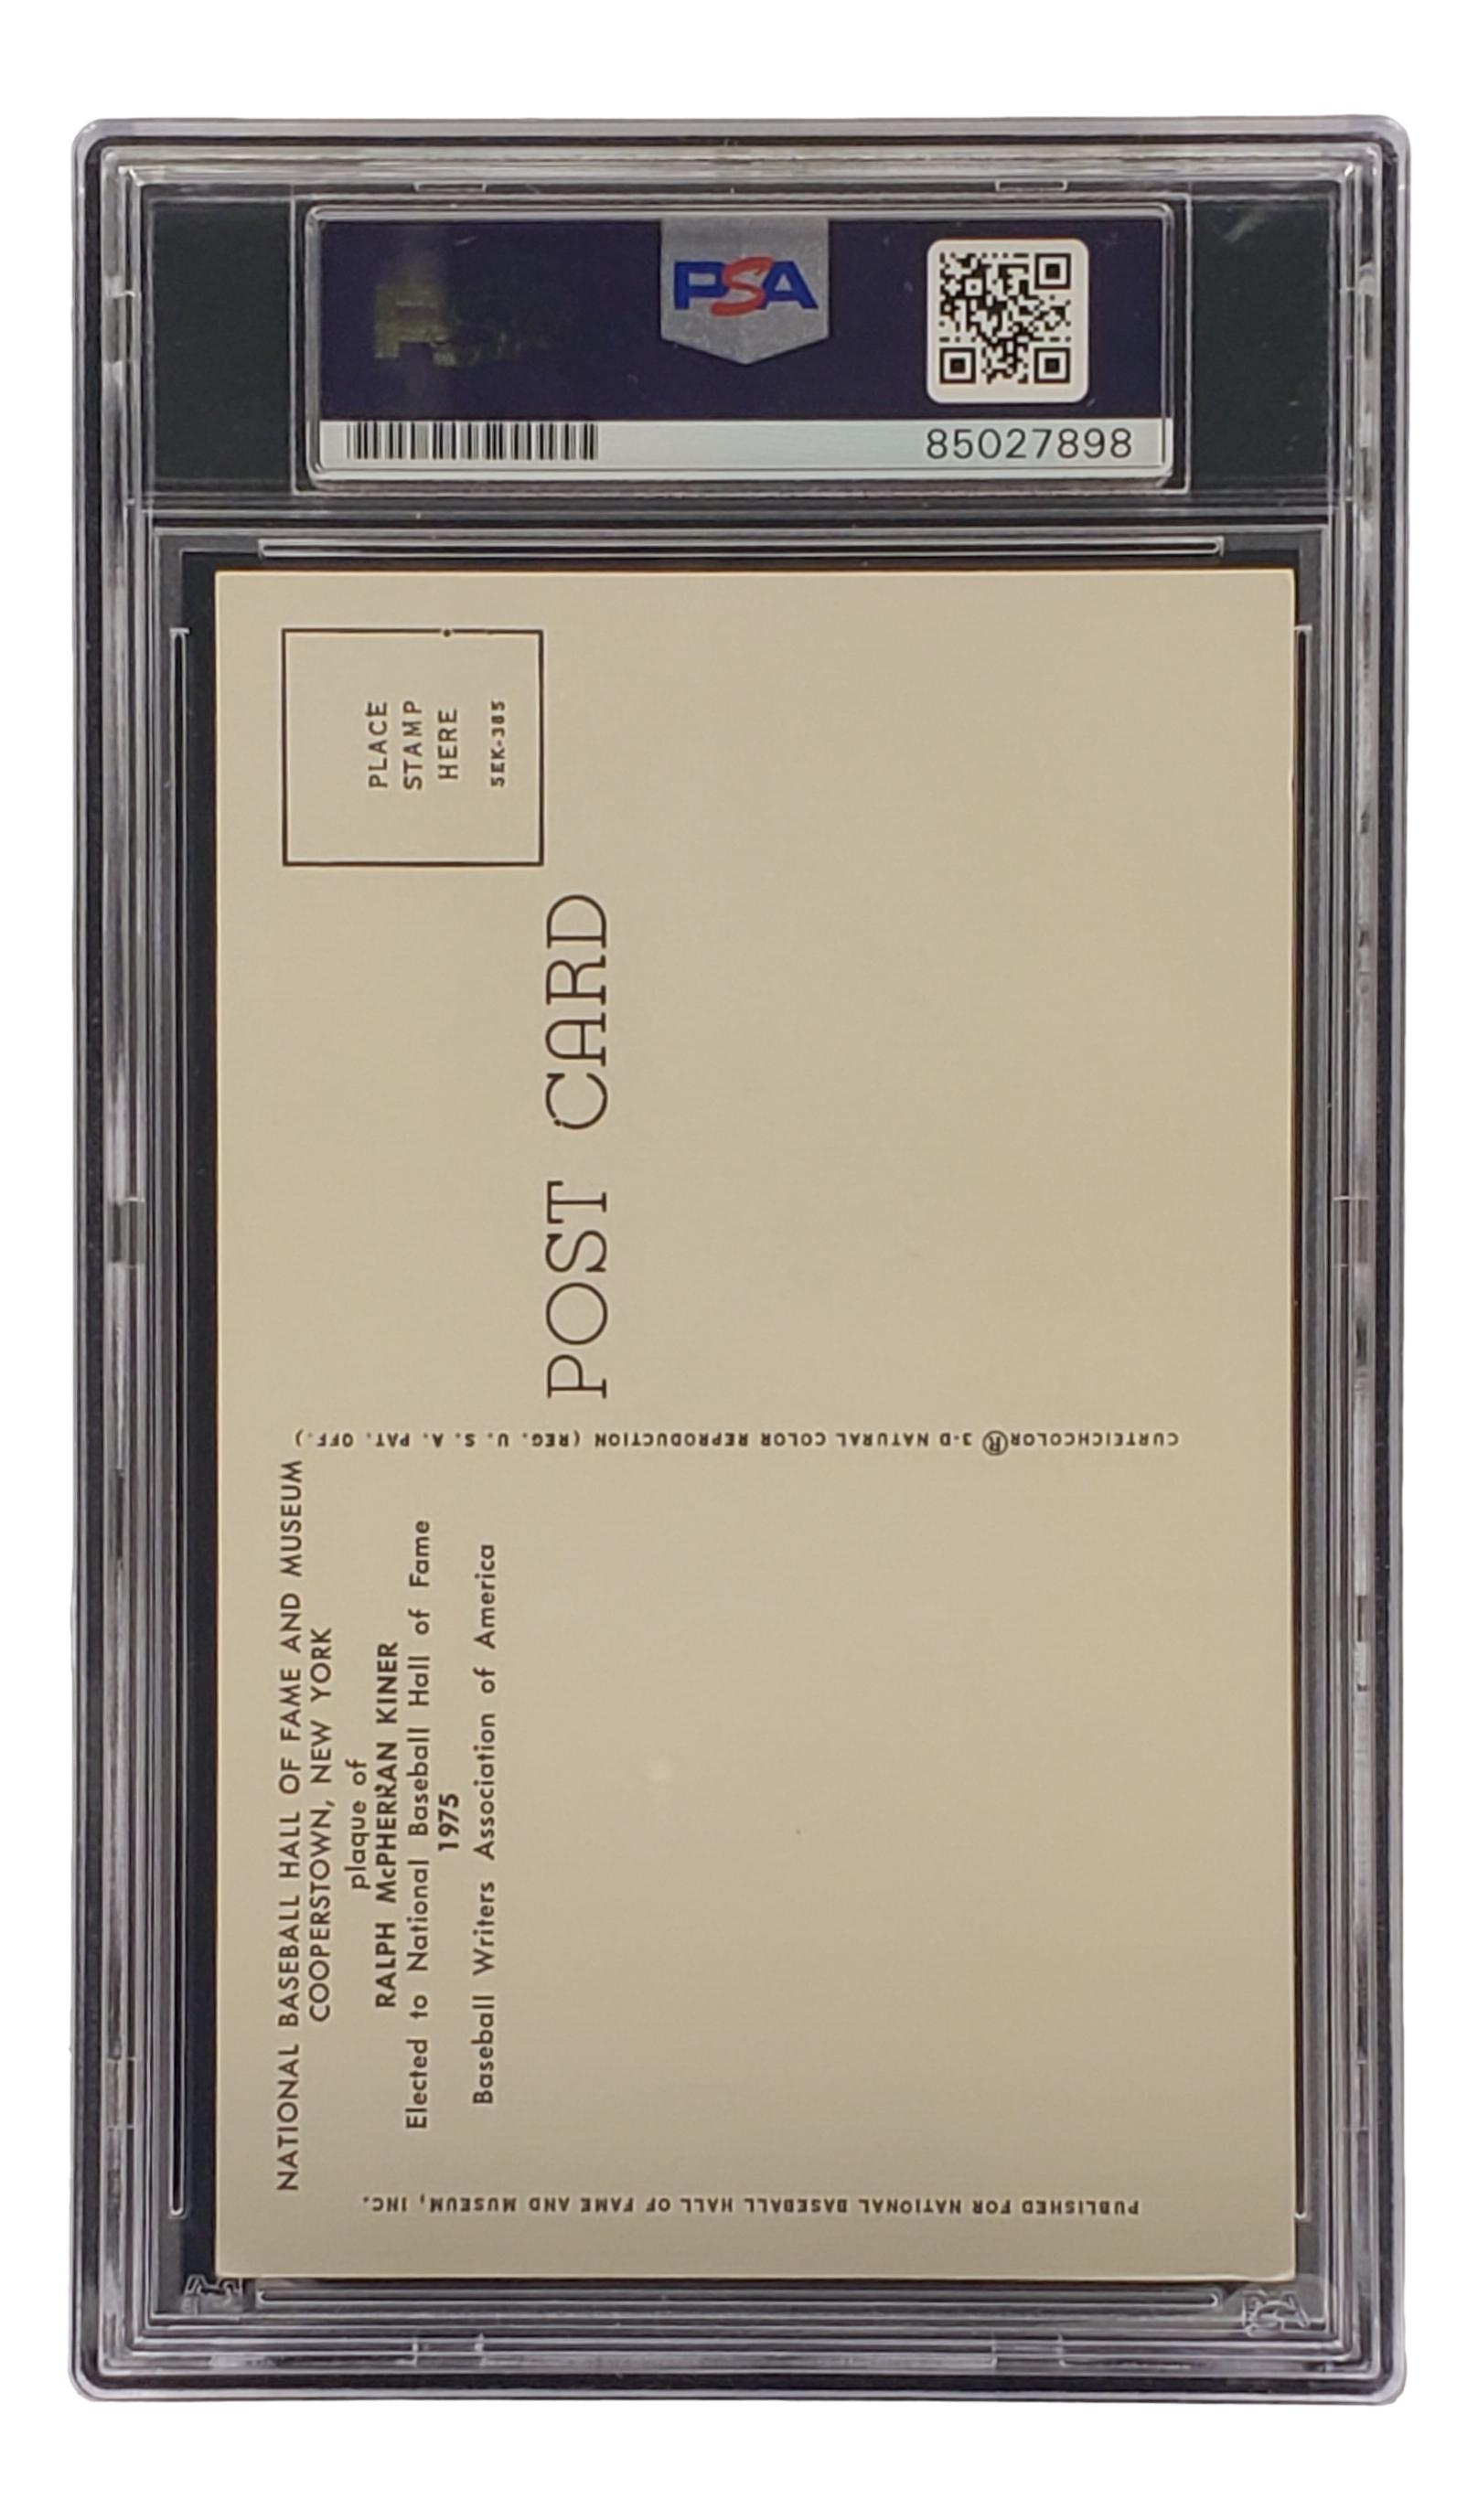 PSA
85027898
PLACE
STAMP
HERE
5EK-385
POST CARD
CURTEICHCOLOR® 3-D NATURAL COLOR REPRODUCTION (REG. U. S. A. PAT. OFF.)
NATIONAL BASEBALL HALL OF FAME AND MUSEUM
COOPERSTOWN, NEW YORK
plaque of
RALPH McPHERRAN KINER
Elected to National Baseball Hall of Fame
1975
Baseball Writers Association of America
PUBLISHED FOR NATIONAL BASEBALL HALL OF FAME AND MUSEUM, INC.
PSA